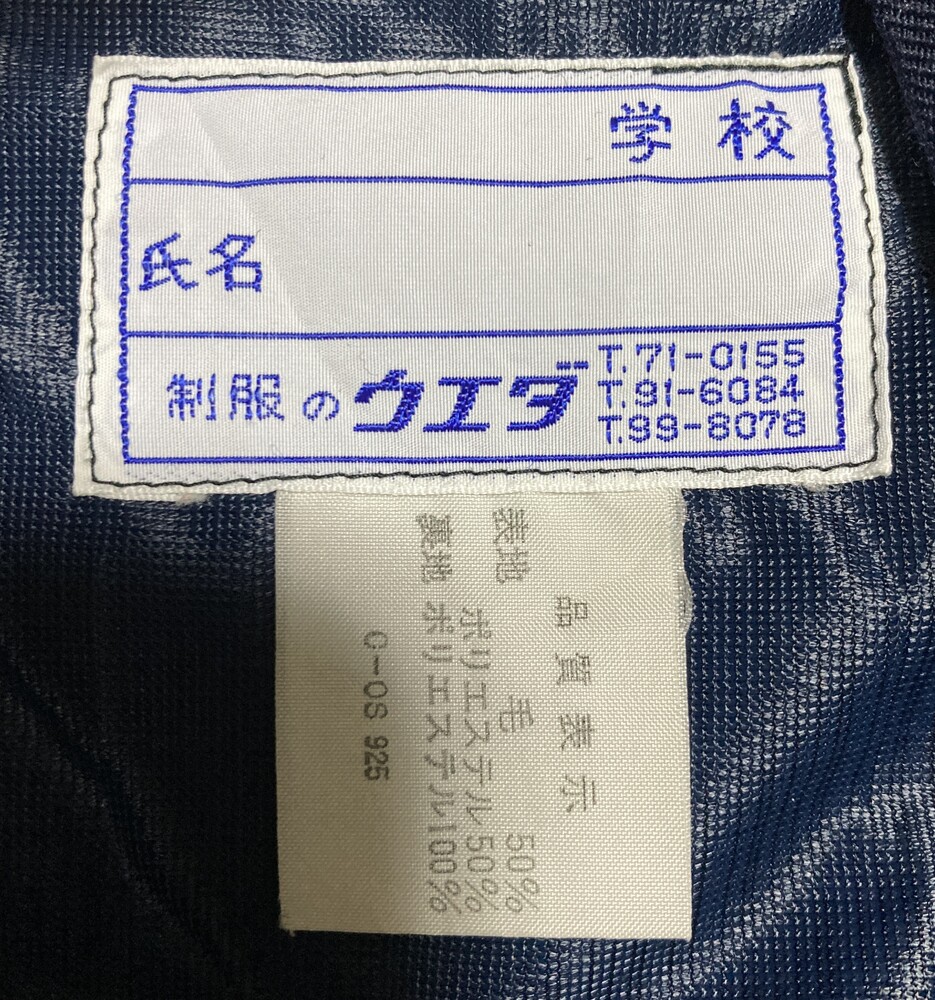 学校
氏名
制服のウエダ
T.71-0155
T.91-6084
T.99-8078
品質表示
表地 毛 50%
ポリエステル50%
裏地 ポリエステル100%
C-OS 925